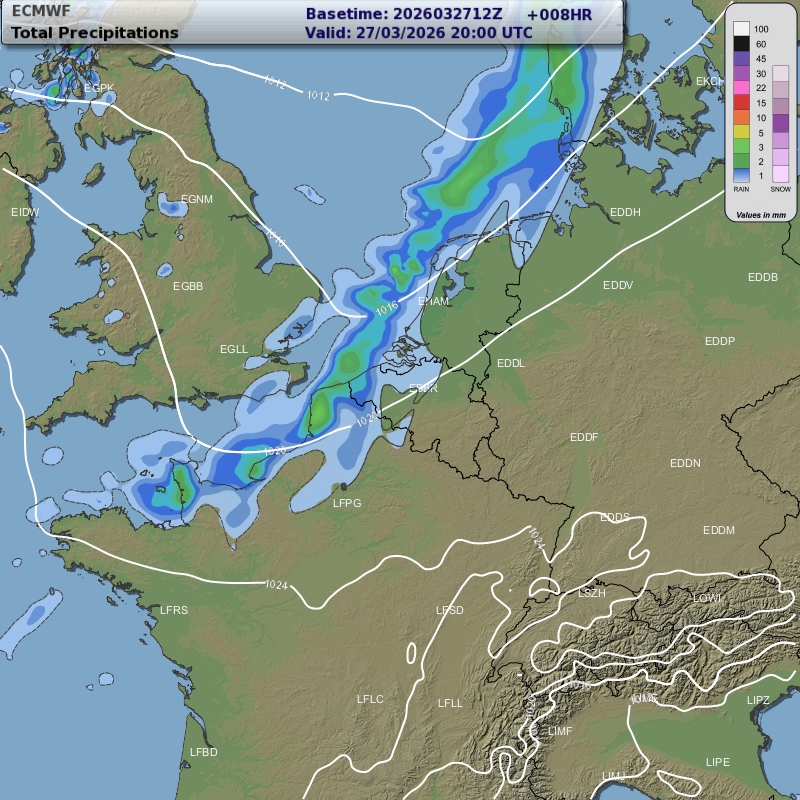 ECMWF
Basetime: 2026032712Z +008HR
Total Precipitations
Valid: 27/03/2026 20:00 UTC
100
60
45
30
22
15
10
5
3
2
1
RAIN
SNOW
Values in mm
EGPK
1012
1012
EIDW
EGNM
EDDH
1016
EGBB
EDDV
EDDB
EHAM
1016
EGLL
EDDL
EDDP
1020
1020
EDDF
EDDN
LFPG
EDDS
EDDM
1024
1024
LSZH
LOWI
LFRS
LFSD
LFLC
LFLL
LIPZ
LIMF
LFBD
LIPE